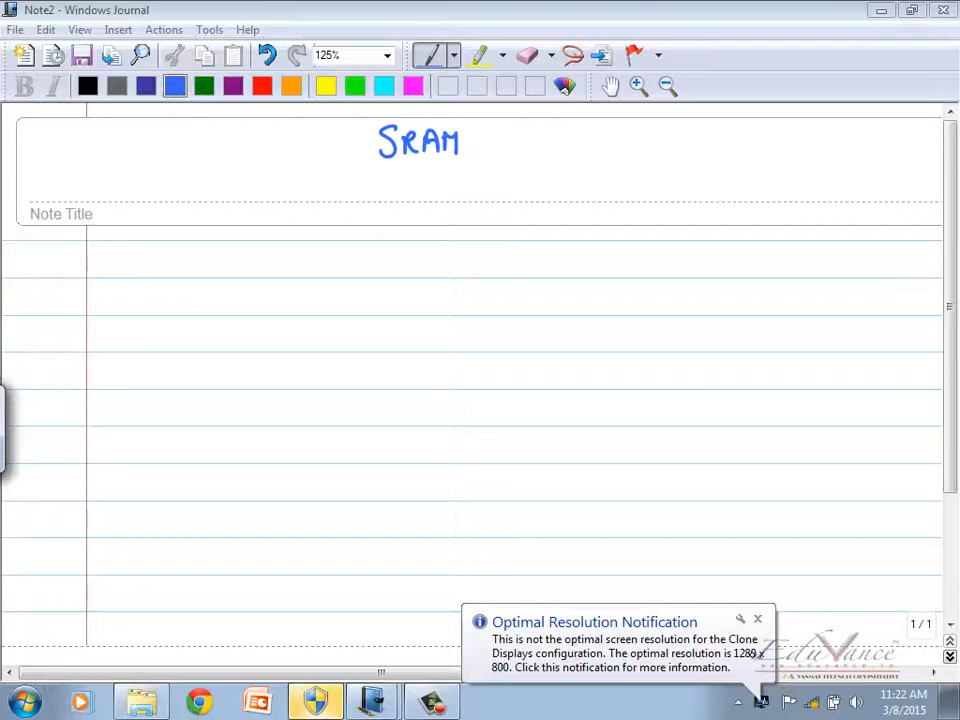 Note2 - Windows Journal
File Edit View Insert Actions Tools Help
125%
B I
SRAM
Note Title
Optimal Resolution Notification
This is not the optimal screen resolution for the Clone
Displays configuration. The optimal resolution is 1280 x
800. Click this notification for more information.
1 / 1
EduVance
11:22 AM
3/8/2015